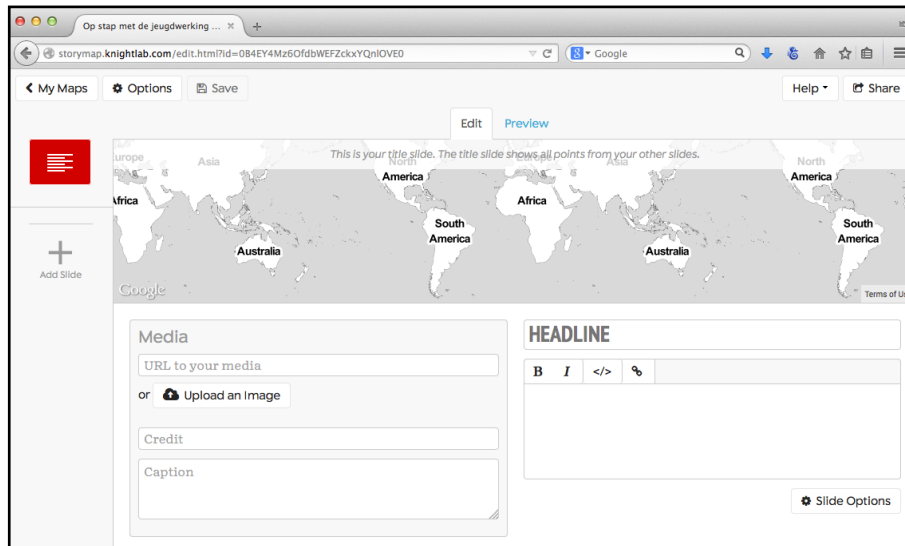 Op stap met de jeugdwerking ... ×
+
storymap.knightlab.com/edit.html?id=0B4EY4Mz6OfdbWEFZckxYQnlOVE0
Google
My Maps Options Save Help Share
Edit Preview
This is your title slide. The title slide shows all points from your other slides.
Asia North Asia North
America America
Africa Africa
South South
America America
Australia Australia
Google Terms of
Add Slide
Media
URL to your media
or Upload an Image
Credit
Caption
HEADLINE
B I </>
Slide Options